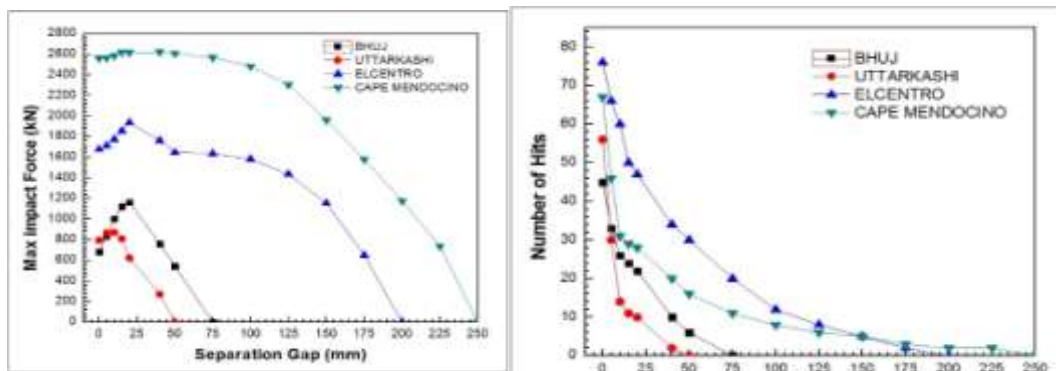 2800
2600
2400
2200
2000
1800
1600
1400
1200
1000
800
600
400
200
0
Max Impact Force (kN)
BHUJ
UTTARKASHI
ELCENTRO
CAPE MENDOCINO
0 25 50 75 100 125 150 175 200 225 250
Separation Gap (mm)
80
70
60
50
40
30
20
10
0
Number of Hits
BHUJ
UTTARKASHI
ELCENTRO
CAPE MENDOCINO
0 25 50 75 100 125 150 175 200 225 250
Separation Gap (mm)